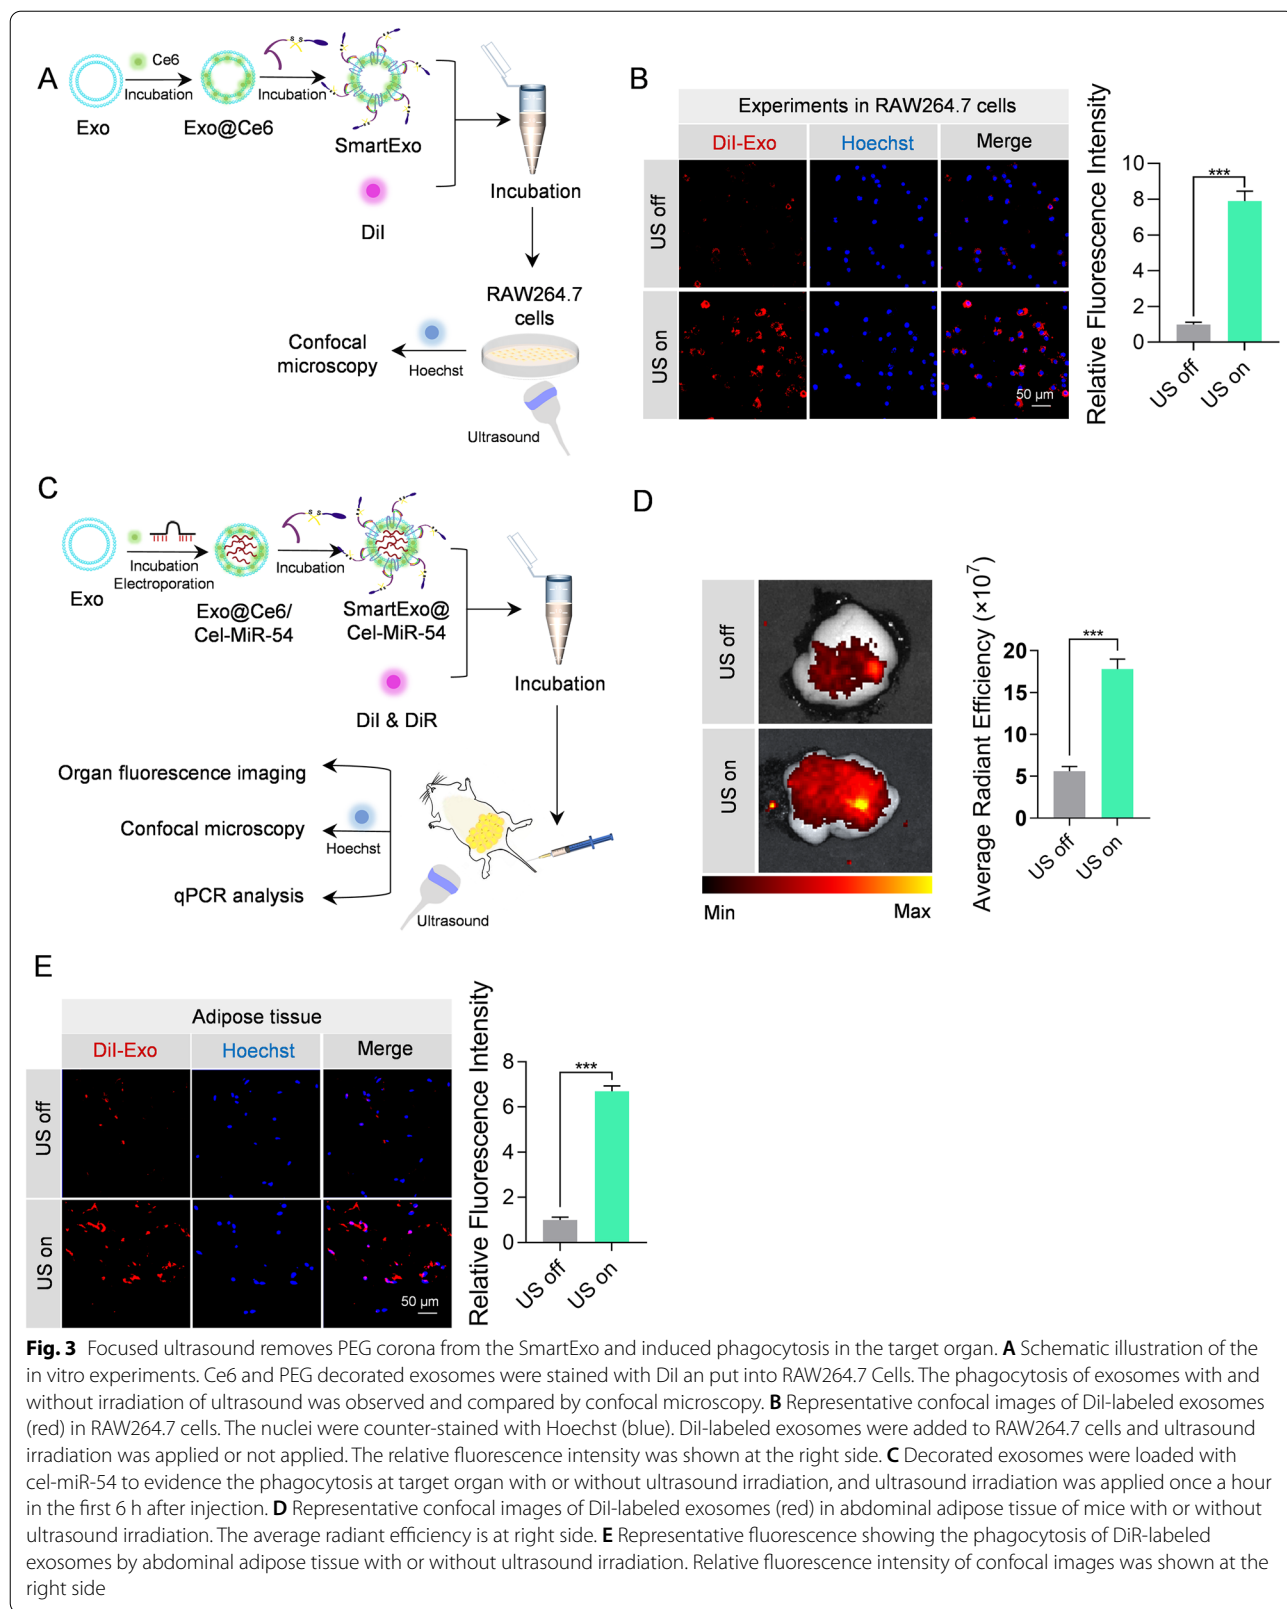 A
Ce6
Incubation
Exo
Exo@Ce6
S S
Incubation
SmartExo
DiI
Incubation
RAW264.7
cells
Confocal
microscopy
Hoechst
Ultrasound
B
Experiments in RAW264.7 cells
DiI-Exo
Hoechst
Merge
US off
US on
50 μm
Relative Fluorescence Intensity
10
8
6
4
2
0
***
US off
US on
C
Exo
Incubation
Electroporation
Exo@Ce6/
Cel-MiR-54
S S
Incubation
SmartExo@
Cel-MiR-54
DiI & DiR
Incubation
Organ fluorescence imaging
Confocal microscopy
Hoechst
qPCR analysis
Ultrasound
D
US off
US on
Min
Max
Average Radiant Efficiency (×10⁷)
20
15
10
5
0
***
US off
US on
E
Adipose tissue
DiI-Exo
Hoechst
Merge
US off
US on
50 μm
Relative Fluorescence Intensity
8
6
4
2
0
***
US off
US on
Fig. 3 Focused ultrasound removes PEG corona from the SmartExo and induced phagocytosis in the target organ. A Schematic illustration of the
in vitro experiments. Ce6 and PEG decorated exosomes were stained with DiI an put into RAW264.7 Cells. The phagocytosis of exosomes with and
without irradiation of ultrasound was observed and compared by confocal microscopy. B Representative confocal images of DiI-labeled exosomes
(red) in RAW264.7 cells. The nuclei were counter-stained with Hoechst (blue). DiI-labeled exosomes were added to RAW264.7 cells and ultrasound
irradiation was applied or not applied. The relative fluorescence intensity was shown at the right side. C Decorated exosomes were loaded with
cel-miR-54 to evidence the phagocytosis at target organ with or without ultrasound irradiation, and ultrasound irradiation was applied once a hour
in the first 6 h after injection. D Representative confocal images of DiI-labeled exosomes (red) in abdominal adipose tissue of mice with or without
ultrasound irradiation. The average radiant efficiency is at right side. E Representative fluorescence showing the phagocytosis of DiR-labeled
exosomes by abdominal adipose tissue with or without ultrasound irradiation. Relative fluorescence intensity of confocal images was shown at the
right side